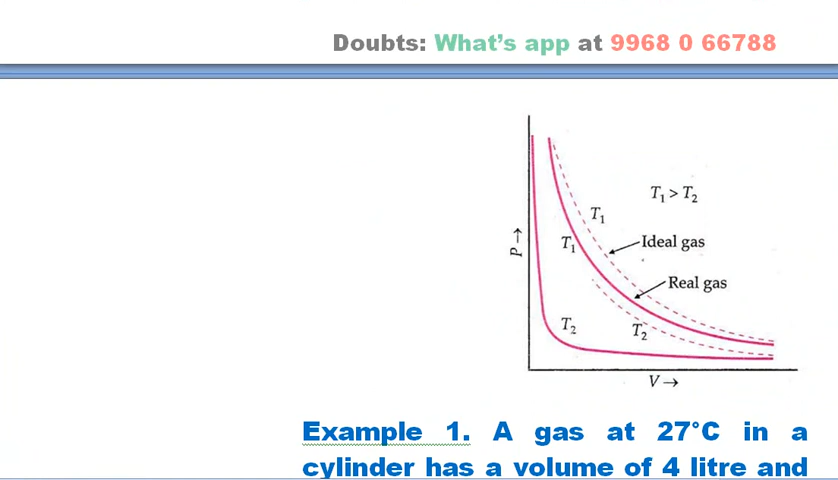 Doubts: What's app at 9968 0 66788
T₁ > T₂
T₁
Ideal gas
T₁
P→
Real gas
T₂
T₂
V→
Example 1. A gas at 27°C in a
cylinder has a volume of 4 litre and